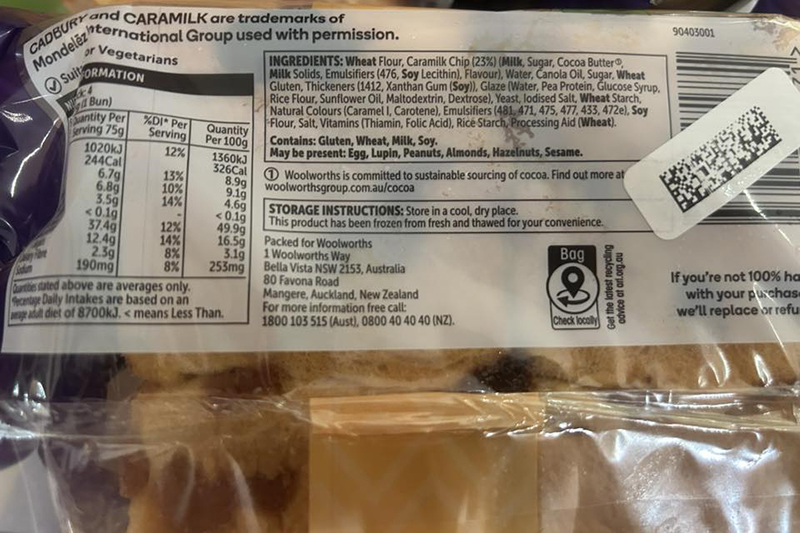 CADBURY and CARAMILK are trademarks of
Mondelēz International Group used with permission.
90403001
or Vegetarians
ORMATION
: 4
(1 Bun)
Quantity Per Serving 75g %DI* Per Serving Quantity Per 100g
1020kJ 12% 1360kJ
244Cal 326Cal
6.7g 13% 8.9g
6.8g 10% 9.1g
3.5g 14% 4.6g
< 0.1g - < 0.1g
37.4g 12% 49.9g
12.4g 14% 16.5g
2.3g 8% 3.1g
190mg 8% 253mg
Quantities stated above are averages only.
*Percentage Daily Intakes are based on an
average adult diet of 8700kJ. < means Less Than.
INGREDIENTS: Wheat Flour, Caramilk Chip (23%) (Milk, Sugar, Cocoa Butter①,
Milk Solids, Emulsifiers (476, Soy Lecithin), Flavour), Water, Canola Oil, Sugar, Wheat
Gluten, Thickeners (1412, Xanthan Gum (Soy)), Glaze (Water, Pea Protein, Glucose Syrup,
Rice Flour, Sunflower Oil, Maltodextrin, Dextrose), Yeast, Iodised Salt, Wheat Starch,
Natural Colours (Caramel I, Carotene), Emulsifiers (481, 471, 475, 477, 433, 472e), Soy
Flour, Salt, Vitamins (Thiamin, Folic Acid), Rice Starch, Processing Aid (Wheat).
Contains: Gluten, Wheat, Milk, Soy.
May be present: Egg, Lupin, Peanuts, Almonds, Hazelnuts, Sesame.
① Woolworths is committed to sustainable sourcing of cocoa. Find out more at
woolworthsgroup.com.au/cocoa
STORAGE INSTRUCTIONS: Store in a cool, dry place.
This product has been frozen from fresh and thawed for your convenience.
Packed for Woolworths
1 Woolworths Way
Bella Vista NSW 2153, Australia
80 Favona Road
Mangere, Auckland, New Zealand
For more information free call:
1800 103 515 (Aust), 0800 40 40 40 (NZ).
Bag
Check locally
Get the latest recycling
advice at arl.org.au
If you're not 100% ha
with your purchas
we'll replace or refu